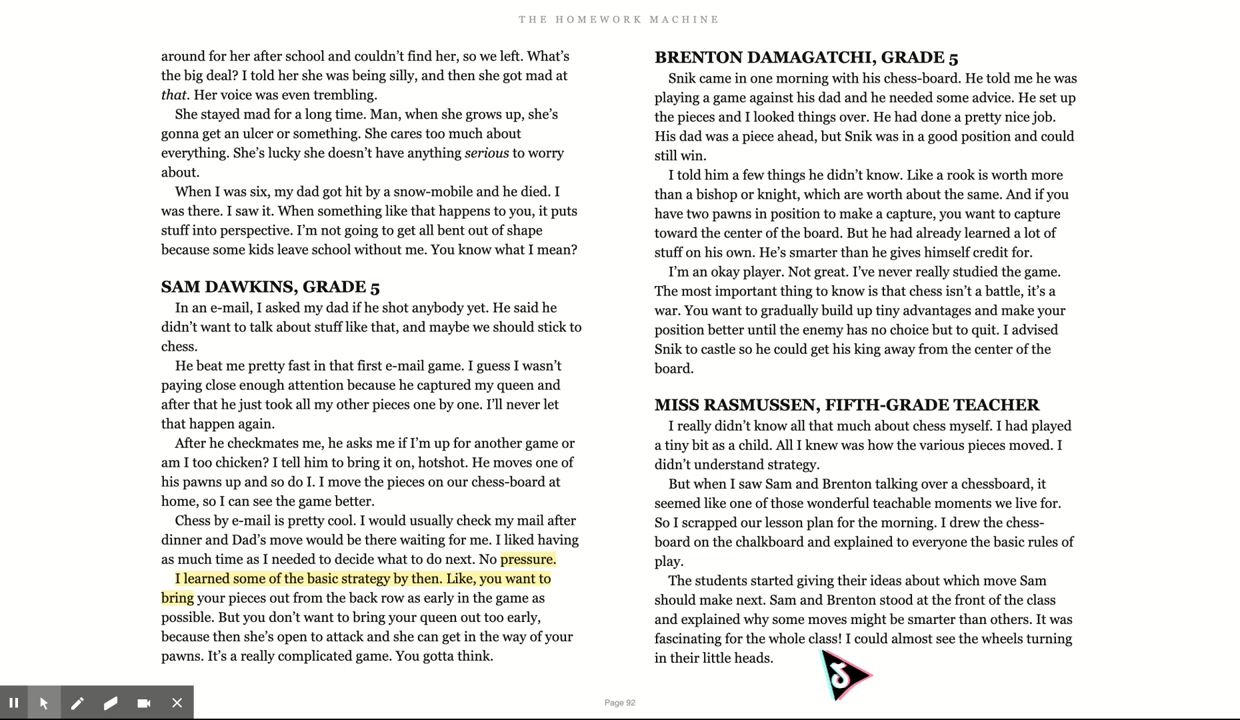 THE HOMEWORK MACHINE
around for her after school and couldn’t find her, so we left. What’s
the big deal? I told her she was being silly, and then she got mad at
that. Her voice was even trembling.
She stayed mad for a long time. Man, when she grows up, she’s
gonna get an ulcer or something. She cares too much about
everything. She’s lucky she doesn’t have anything serious to worry
about.
When I was six, my dad got hit by a snow-mobile and he died. I
was there. I saw it. When something like that happens to you, it puts
stuff into perspective. I’m not going to get all bent out of shape
because some kids leave school without me. You know what I mean?
SAM DAWKINS, GRADE 5
In an e-mail, I asked my dad if he shot anybody yet. He said he
didn’t want to talk about stuff like that, and maybe we should stick to
chess.
He beat me pretty fast in that first e-mail game. I guess I wasn’t
paying close enough attention because he captured my queen and
after that he just took all my other pieces one by one. I’ll never let
that happen again.
After he checkmates me, he asks me if I’m up for another game or
am I too chicken? I tell him to bring it on, hotshot. He moves one of
his pawns up and so do I. I move the pieces on our chess-board at
home, so I can see the game better.
Chess by e-mail is pretty cool. I would usually check my mail after
dinner and Dad’s move would be there waiting for me. I liked having
as much time as I needed to decide what to do next. No pressure.
I learned some of the basic strategy by then. Like, you want to
bring your pieces out from the back row as early in the game as
possible. But you don’t want to bring your queen out too early,
because then she’s open to attack and she can get in the way of your
pawns. It’s a really complicated game. You gotta think.
BRENTON DAMAGATCHI, GRADE 5
Snik came in one morning with his chess-board. He told me he was
playing a game against his dad and he needed some advice. He set up
the pieces and I looked things over. He had done a pretty nice job.
His dad was a piece ahead, but Snik was in a good position and could
still win.
I told him a few things he didn’t know. Like a rook is worth more
than a bishop or knight, which are worth about the same. And if you
have two pawns in position to make a capture, you want to capture
toward the center of the board. But he had already learned a lot of
stuff on his own. He’s smarter than he gives himself credit for.
I’m an okay player. Not great. I’ve never really studied the game.
The most important thing to know is that chess isn’t a battle, it’s a
war. You want to gradually build up tiny advantages and make your
position better until the enemy has no choice but to quit. I advised
Snik to castle so he could get his king away from the center of the
board.
MISS RASMUSSEN, FIFTH-GRADE TEACHER
I really didn’t know all that much about chess myself. I had played
a tiny bit as a child. All I knew was how the various pieces moved. I
didn’t understand strategy.
But when I saw Sam and Brenton talking over a chessboard, it
seemed like one of those wonderful teachable moments we live for.
So I scrapped our lesson plan for the morning. I drew the chess-
board on the chalkboard and explained to everyone the basic rules of
play.
The students started giving their ideas about which move Sam
should make next. Sam and Brenton stood at the front of the class
and explained why some moves might be smarter than others. It was
fascinating for the whole class! I could almost see the wheels turning
in their little heads.
Page 92